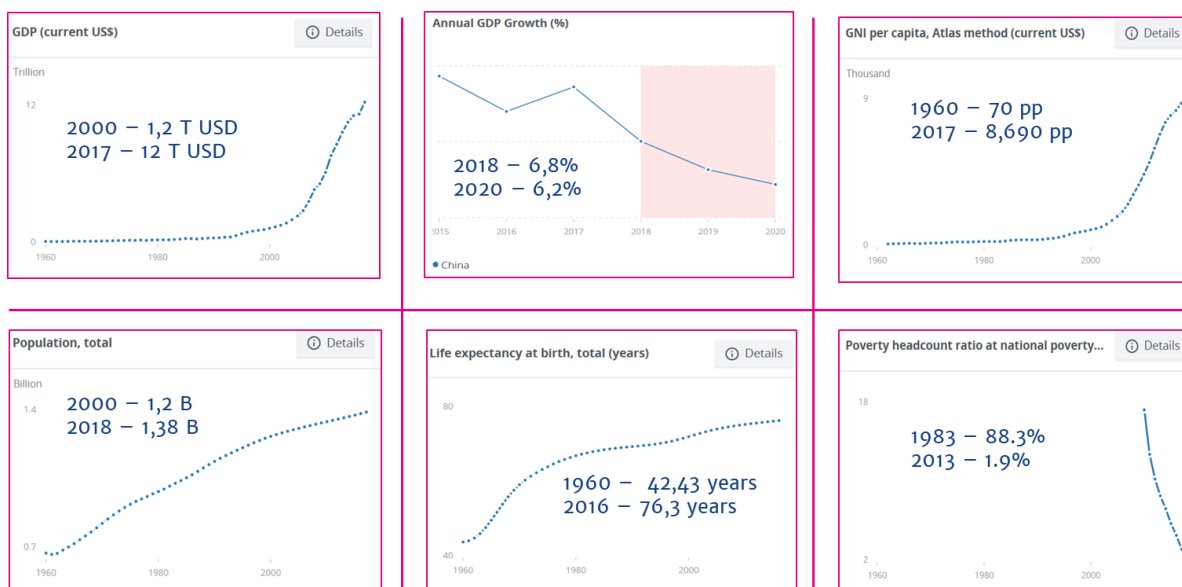 GDP (current US$)
Details
Trillion
12
2000 – 1,2 T USD
2017 – 12 T USD
0
1960
1980
2000
Annual GDP Growth (%)
2018 – 6,8%
2020 – 6,2%
2015
2016
2017
2018
2019
2020
China
GNI per capita, Atlas method (current US$)
Details
Thousand
9
1960 – 70 pp
2017 – 8,690 pp
0
1960
1980
2000
Population, total
Details
Billion
1.4
2000 – 1,2 B
2018 – 1,38 B
0.7
1960
1980
2000
Life expectancy at birth, total (years)
Details
80
1960 – 42,43 years
2016 – 76,3 years
40
1960
1980
2000
Poverty headcount ratio at national poverty...
Details
18
1983 – 88.3%
2013 – 1.9%
2
1960
1980
2000